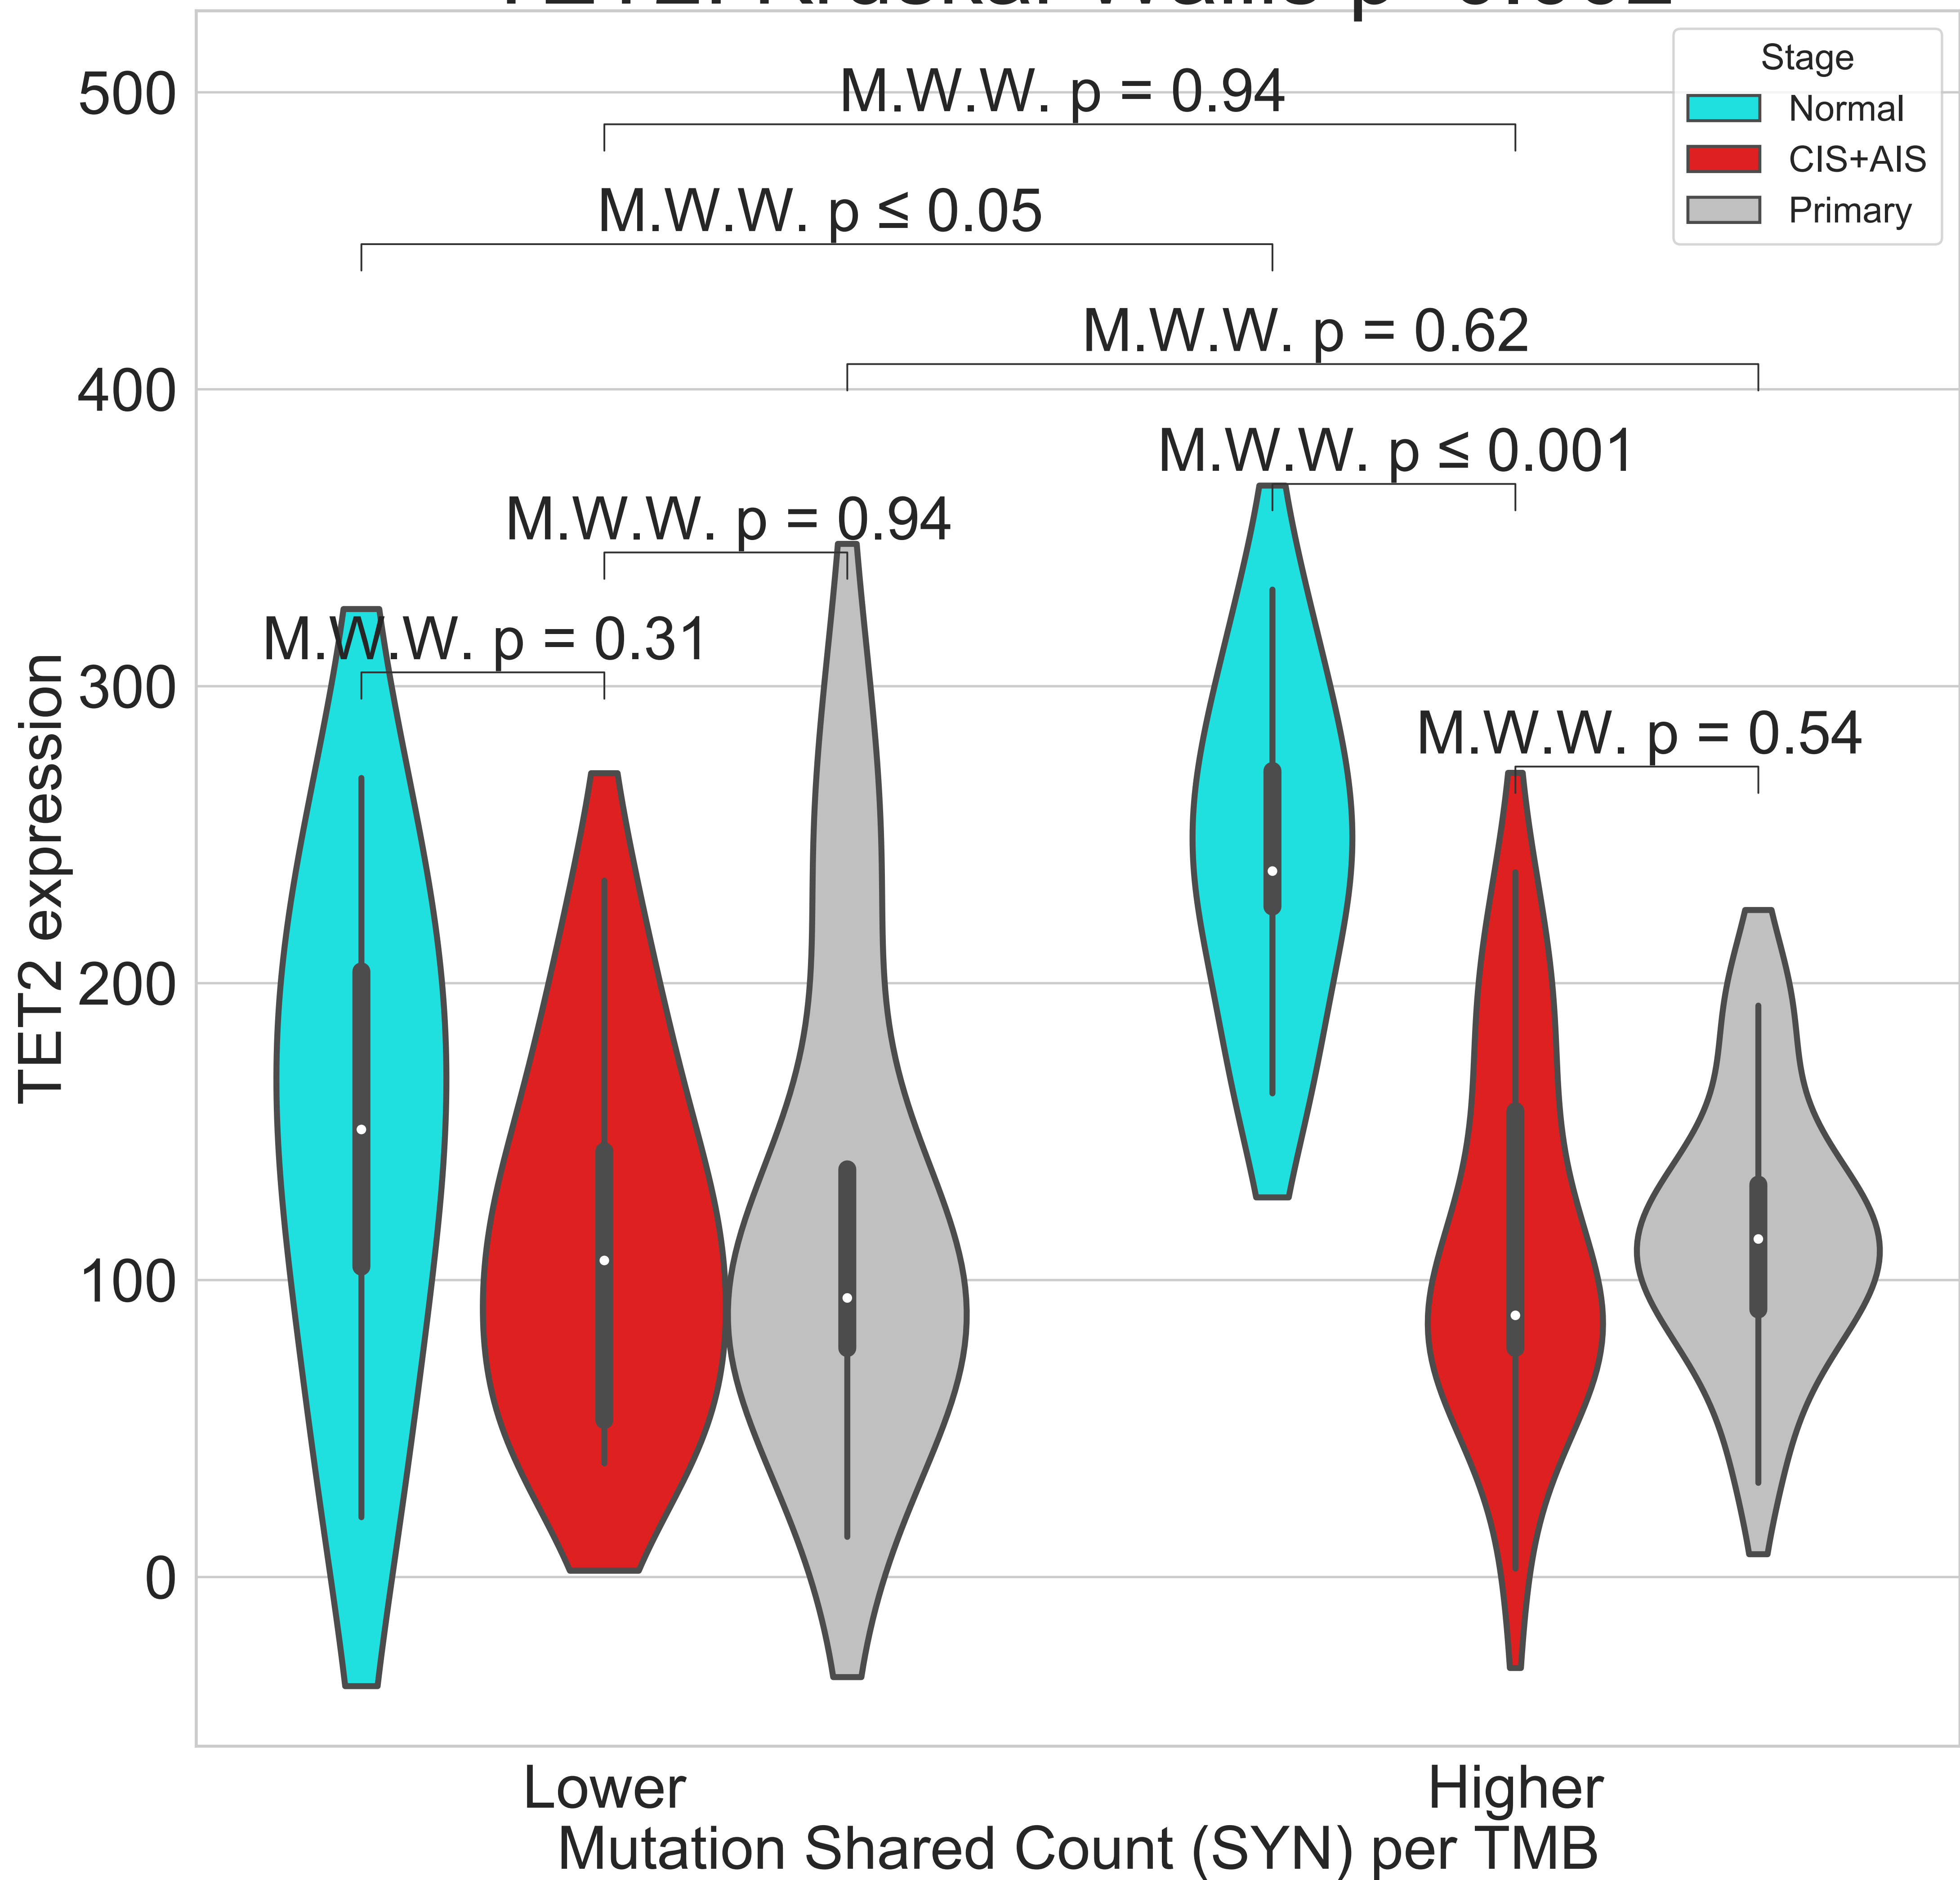 Stage
Normal
CIS+AIS
Primary
M.W.W. p = 0.94
M.W.W. p ≤ 0.05
M.W.W. p = 0.62
M.W.W. p ≤ 0.001
M.W.W. p = 0.94
M.W.W. p = 0.31
M.W.W. p = 0.54
500
400
300
200
100
0
TET2 expression
Lower
Higher
Mutation Shared Count (SYN) per TMB